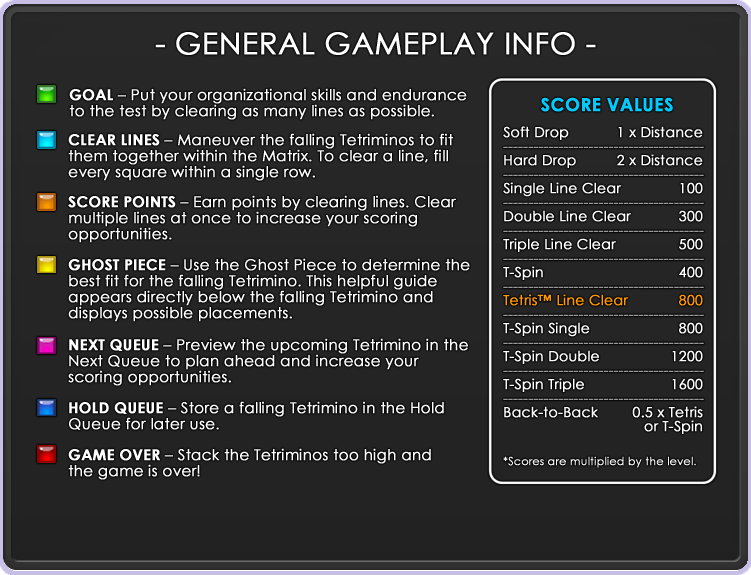 - GENERAL GAMEPLAY INFO -
GOAL – Put your organizational skills and endurance
to the test by clearing as many lines as possible.
CLEAR LINES – Maneuver the falling Tetriminos to fit
them together within the Matrix. To clear a line, fill
every square within a single row.
SCORE POINTS – Earn points by clearing lines. Clear
multiple lines at once to increase your scoring
opportunities.
GHOST PIECE – Use the Ghost Piece to determine the
best fit for the falling Tetrimino. This helpful guide
appears directly below the falling Tetrimino and
displays possible placements.
NEXT QUEUE – Preview the upcoming Tetrimino in the
Next Queue to plan ahead and increase your
scoring opportunities.
HOLD QUEUE – Store a falling Tetrimino in the Hold
Queue for later use.
GAME OVER – Stack the Tetriminos too high and
the game is over!
SCORE VALUES
Soft Drop 1 x Distance
Hard Drop 2 x Distance
Single Line Clear 100
Double Line Clear 300
Triple Line Clear 500
T-Spin 400
Tetris™ Line Clear 800
T-Spin Single 800
T-Spin Double 1200
T-Spin Triple 1600
Back-to-Back 0.5 x Tetris
or T-Spin
*Scores are multiplied by the level.